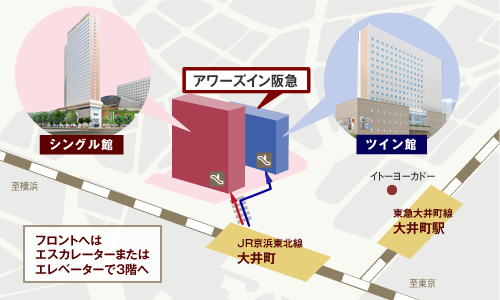 アワーズイン阪急
シングル館
ツイン館
イトーヨーカドー
至横浜
東急大井町線
大井町駅
フロントへは
エスカレーターまたは
エレベーターで3階へ
JR京浜東北線
大井町
至東京